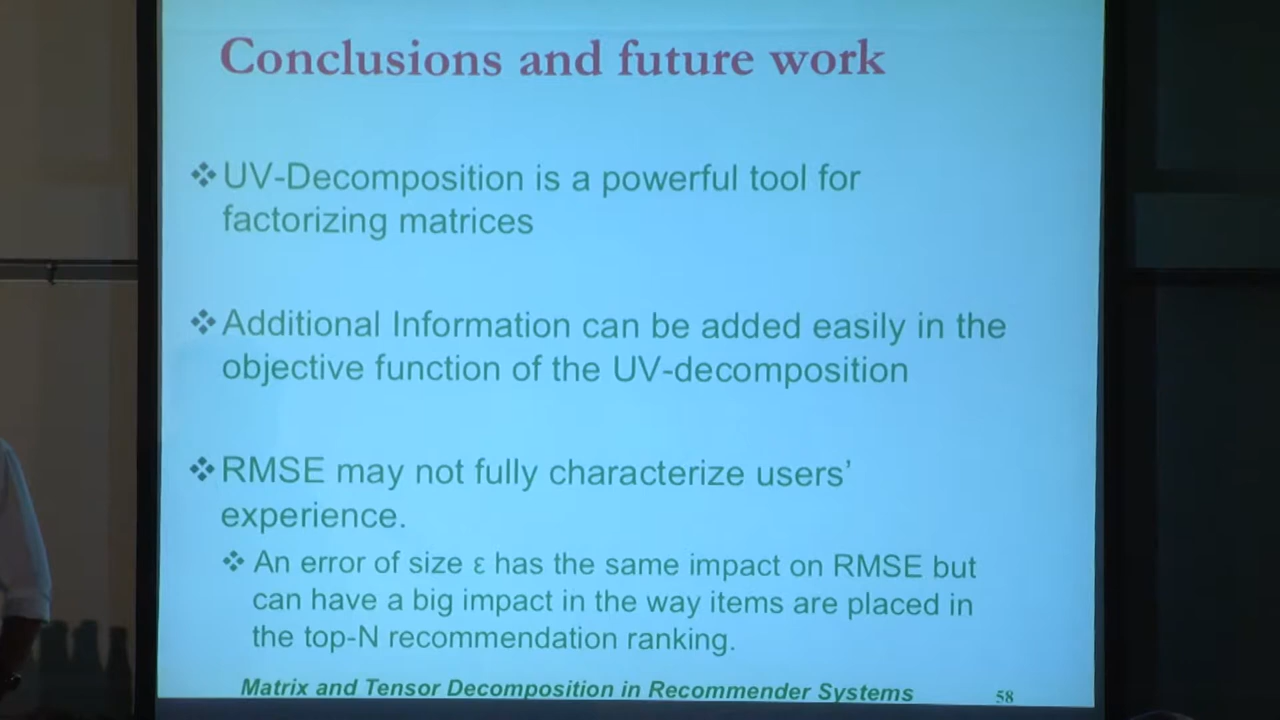 Conclusions and future work
UV-Decomposition is a powerful tool for
factorizing matrices
Additional Information can be added easily in the
objective function of the UV-decomposition
RMSE may not fully characterize users’
experience.
An error of size ε has the same impact on RMSE but
can have a big impact in the way items are placed in
the top-N recommendation ranking.
Matrix and Tensor Decomposition in Recommender Systems 58